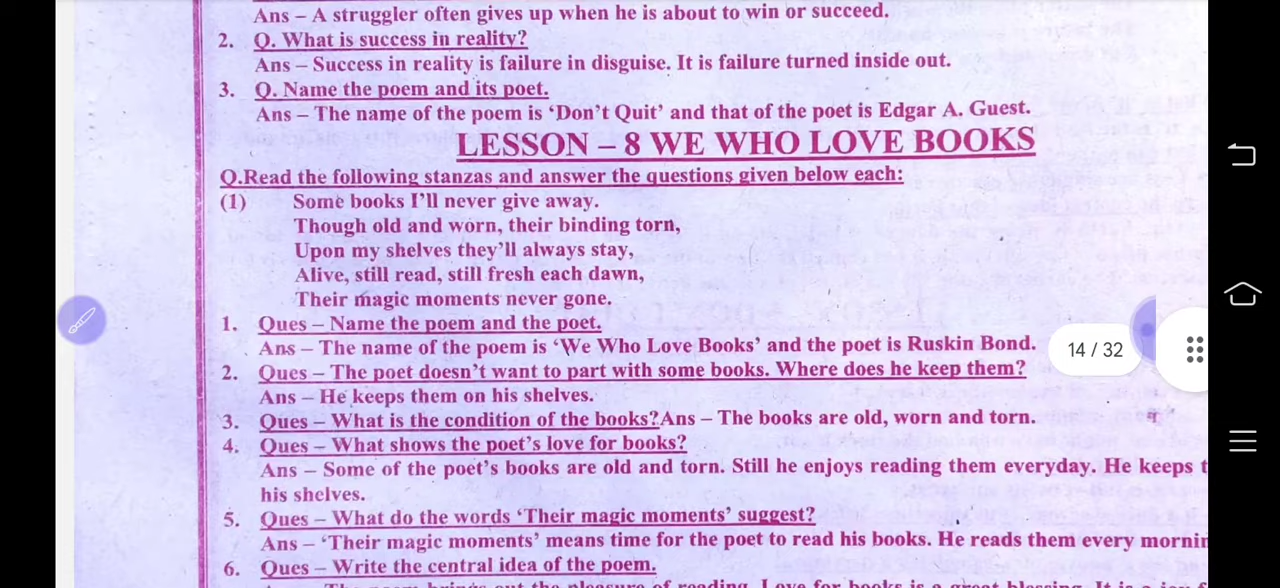 Ans – A struggler often gives up when he is about to win or succeed.
2. Q. What is success in reality?
Ans – Success in reality is failure in disguise. It is failure turned inside out.
3. Q. Name the poem and its poet.
Ans – The name of the poem is ‘Don’t Quit’ and that of the poet is Edgar A. Guest.
LESSON – 8 WE WHO LOVE BOOKS
Q.Read the following stanzas and answer the questions given below each:
(1) Some books I’ll never give away.
Though old and worn, their binding torn,
Upon my shelves they’ll always stay,
Alive, still read, still fresh each dawn,
Their magic moments never gone.
1. Ques – Name the poem and the poet.
Ans – The name of the poem is ‘We Who Love Books’ and the poet is Ruskin Bond.
14 / 32
2. Ques – The poet doesn’t want to part with some books. Where does he keep them?
Ans – He keeps them on his shelves.
3. Ques – What is the condition of the books?Ans – The books are old, worn and torn.
4. Ques – What shows the poet’s love for books?
Ans – Some of the poet’s books are old and torn. Still he enjoys reading them everyday. He keeps t
his shelves.
5. Ques – What do the words ‘Their magic moments’ suggest?
Ans – ‘Their magic moments’ means time for the poet to read his books. He reads them every mornin
6. Ques – Write the central idea of the poem.